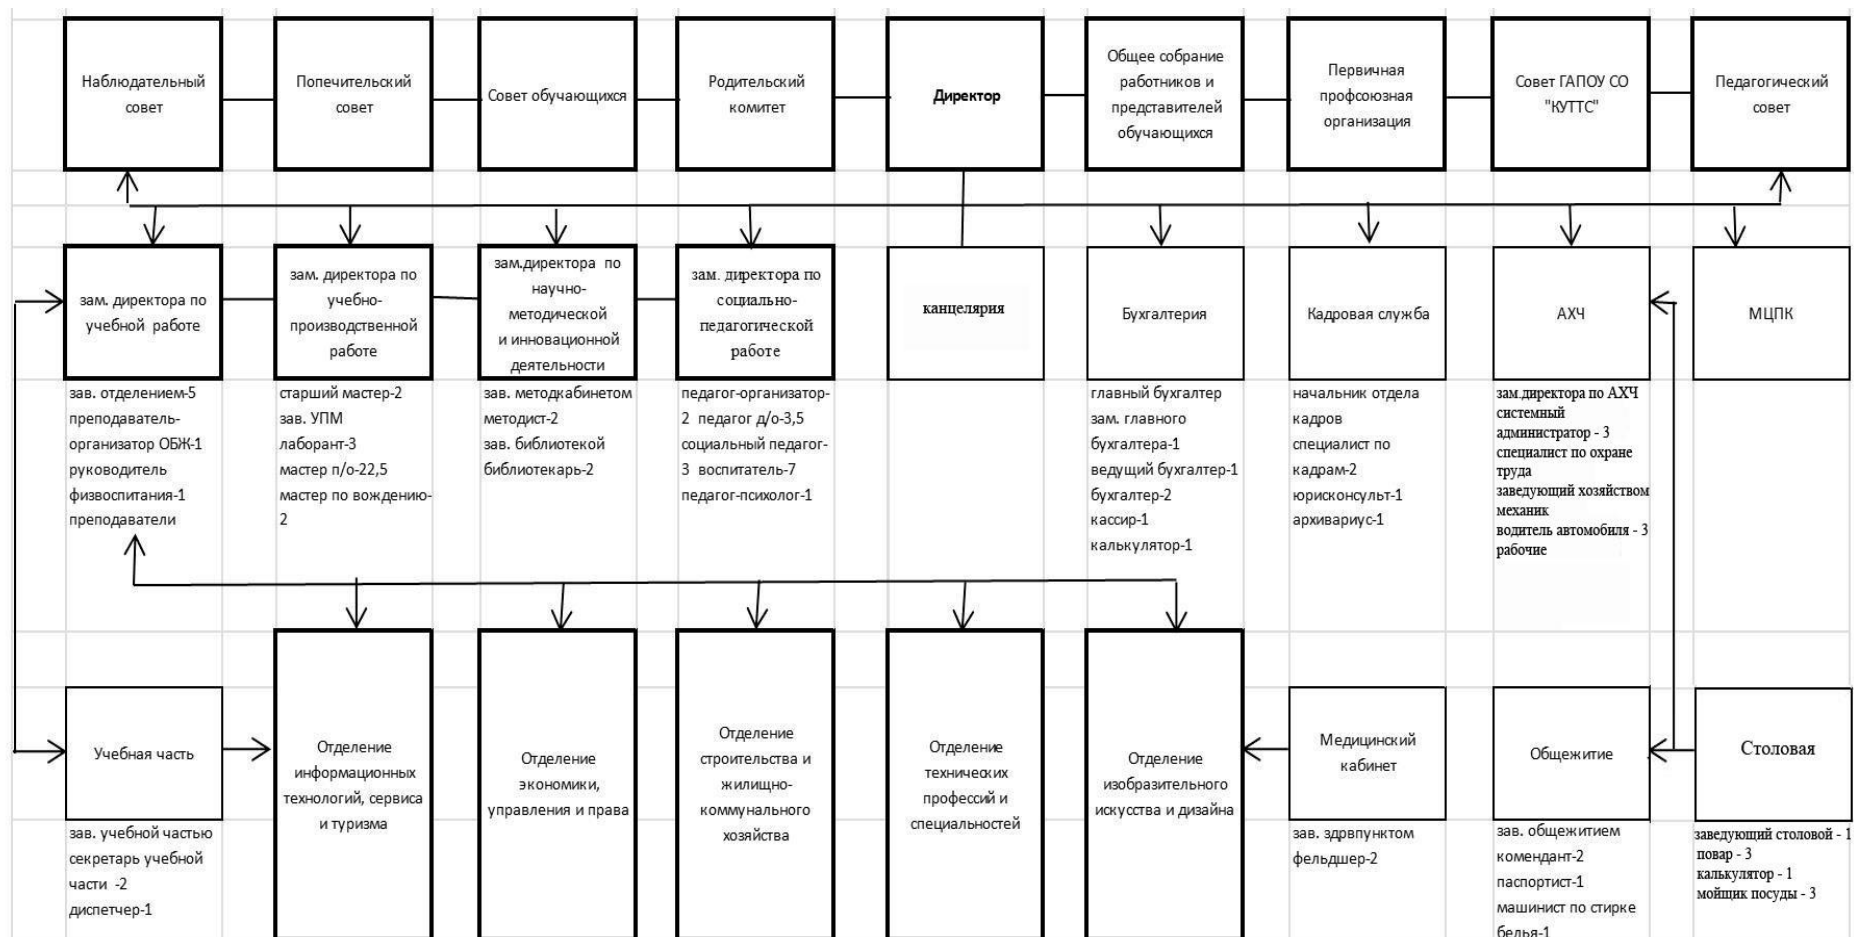 Наблюдательный
совет
Попечительский
совет
Совет обучающихся
Родительский
комитет
Директор
Общее собрание
работников и
представителей
обучающихся
Первичная
профсоюзная
организация
Совет ГАПОУ СО
"КУТТС"
Педагогический
совет
зам. директора по
учебной работе
зам. директора по
учебно-
производственной
работе
зам.директора по
научно-
методической
и инновационной
деятельности
зам. директора по
социально-
педагогической
работе
канцелярия
Бухгалтерия
Кадровая служба
АХЧ
МЦПК
зав. отделением-5
преподаватель-
организатор ОБЖ-1
руководитель
физвоспитания-1
преподаватели
старший мастер-2
зав. УПМ
лаборант-3
мастер п/о-22,5
мастер по вождению-
2
зав. методкабинетом
методист-2
зав. библиотекой
библиотекарь-2
педагог-организатор-
2 педагог д/о-3,5
социальный педагог-
3 воспитатель-7
педагог-психолог-1
главный бухгалтер
зам. главного
бухгалтера-1
ведущий бухгалтер-1
бухгалтер-2
кассир-1
калькулятор-1
начальник отдела
кадров
специалист по
кадрам-2
юрисконсульт-1
архивариус-1
зам.директора по АХЧ
системный
администратор - 3
специалист по охране
труда
заведующий хозяйством
механик
водитель автомобиля - 3
рабочие
Учебная часть
Отделение
информационных
технологий, сервиса
и туризма
Отделение
экономики,
управления и права
Отделение
строительства и
жилищно-
коммунального
хозяйства
Отделение
технических
профессий и
специальностей
Отделение
изобразительного
искусства и дизайна
Медицинский
кабинет
Общежитие
Столовая
зав. учебной частью
секретарь учебной
части -2
диспетчер-1
зав. здрвпунктом
фельдшер-2
зав. общежитием
комендант-2
паспортист-1
машинист по стирке
белья-1
заведующий столовой - 1
повар - 3
калькулятор - 1
мойщик посуды - 3